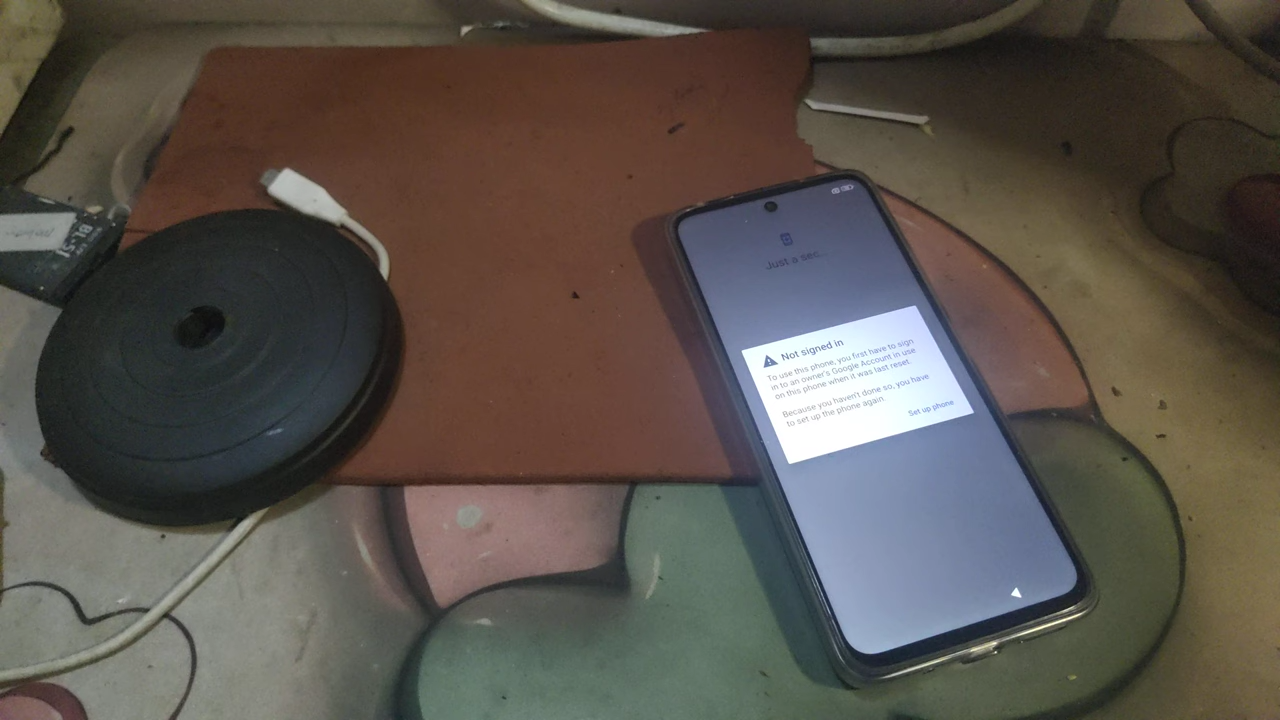 BL-5J
Just a sec...
Not signed in
To use this phone, you first have to sign
in to an owner's Google Account in use
on this phone when it was last reset.
Because you haven't done so, you have
to set up the phone again.
Set up phone